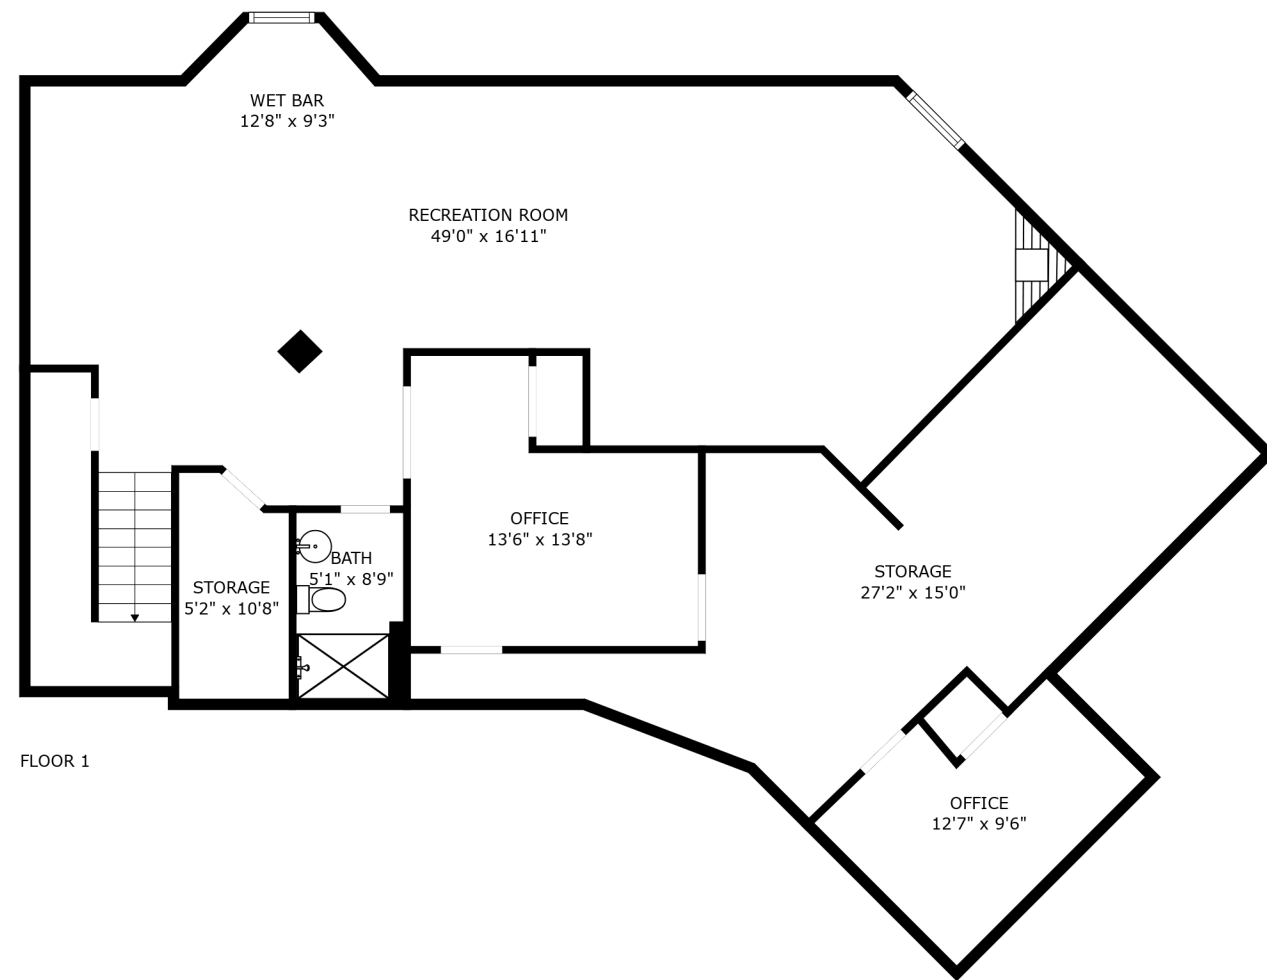 WET BAR
12'8" x 9'3"
RECREATION ROOM
49'0" x 16'11"
OFFICE
13'6" x 13'8"
BATH
5'1" x 8'9"
STORAGE
5'2" x 10'8"
STORAGE
27'2" x 15'0"
FLOOR 1
OFFICE
12'7" x 9'6"